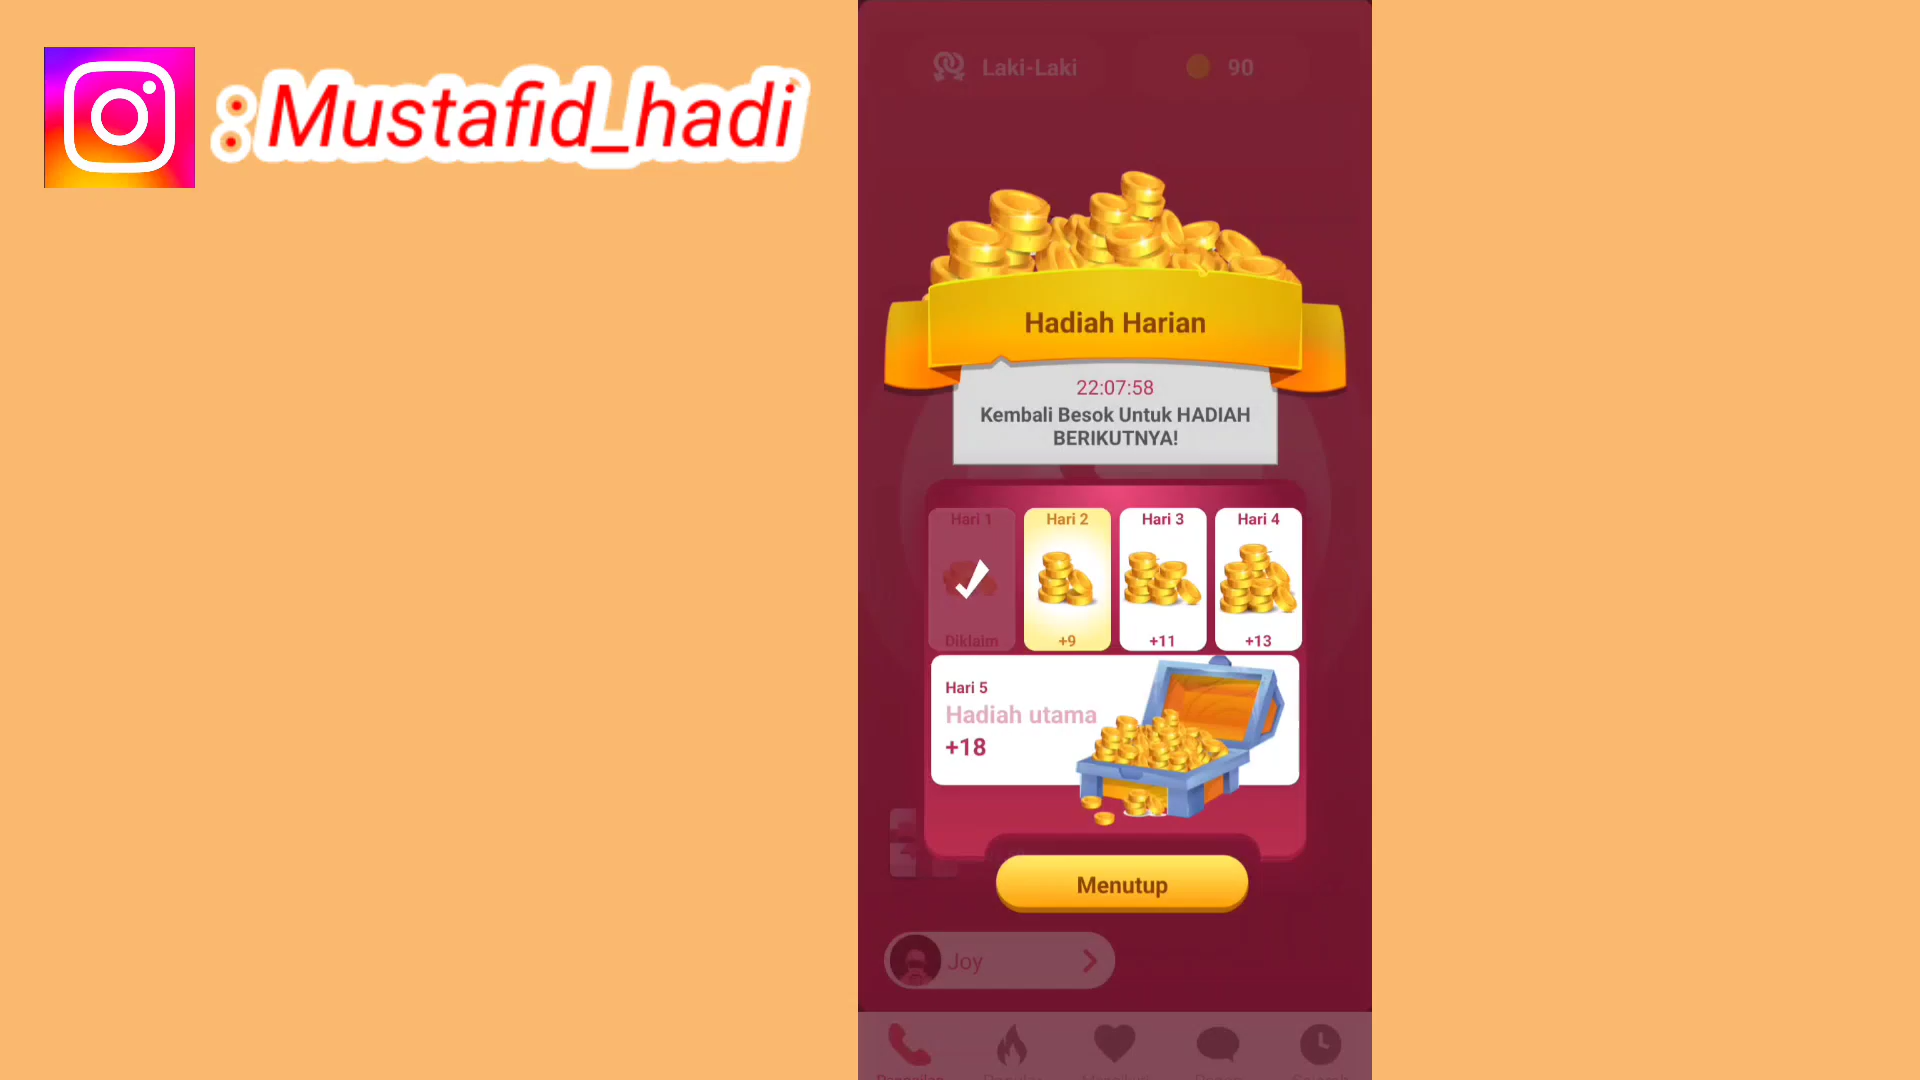 :Mustafid_hadi
Laki-Laki
90
Hadiah Harian
22:07:58
Kembali Besok Untuk HADIAH
BERIKUTNYA!
Hari 1
Hari 2
Hari 3
Hari 4
Diklaim
+9
+11
+13
Hari 5
Hadiah utama
+18
Menutup
Joy